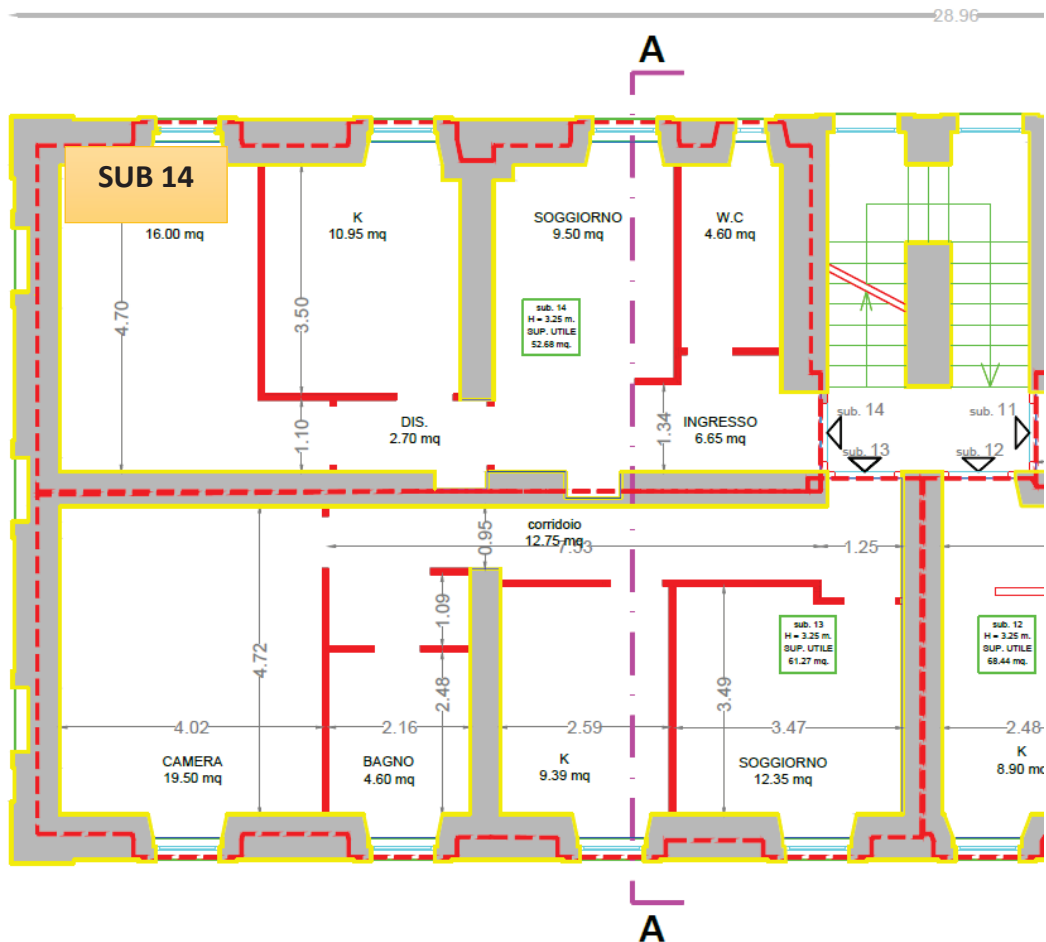 28.96
A
SUB 14
16.00 mq
K
10.95 mq
SOGGIORNO
9.50 mq
W.C
4.60 mq
4.70
3.50
sub. 14
H = 3.25 m.
SUP. UTILE
52.68 mq.
DIS.
2.70 mq
1.10
1.34
INGRESSO
6.65 mq
sub. 14
sub. 11
sub. 13
sub. 12
corridoio
12.75 mq
7.53
0.95
1.25
1.09
4.72
2.48
3.49
sub. 13
H = 3.25 m.
SUP. UTILE
61.27 mq.
sub. 12
H = 3.25 m.
SUP. UTILE
68.44 mq.
4.02
2.16
2.59
3.47
2.48
CAMERA
19.50 mq
BAGNO
4.60 mq
K
9.39 mq
SOGGIORNO
12.35 mq
K
8.90 mq
A